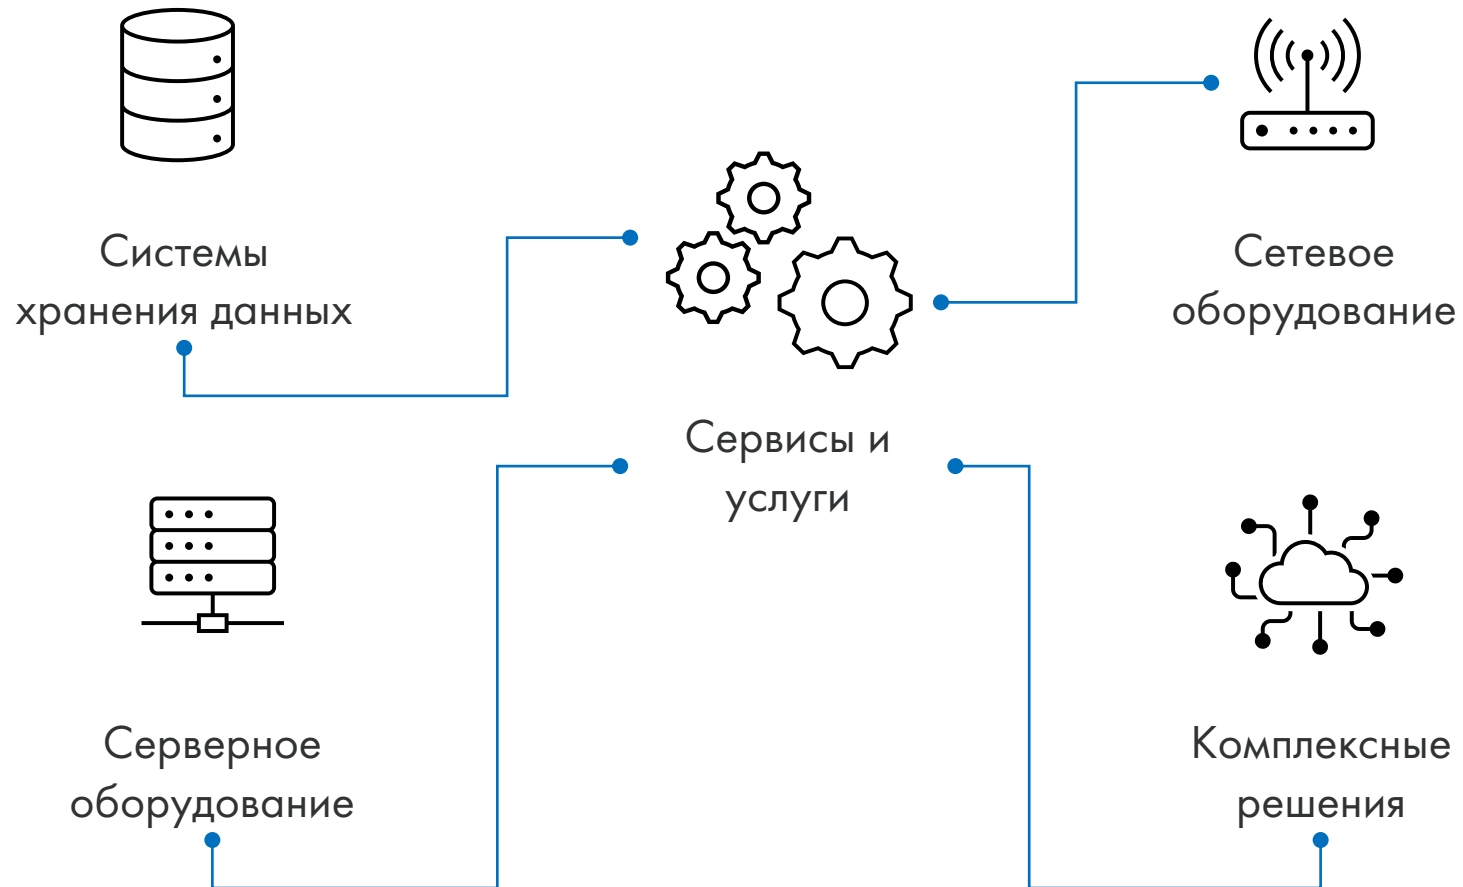 Системы
хранения данных
Сетевое
оборудование
Сервисы и
услуги
Серверное
оборудование
Комплексные
решения